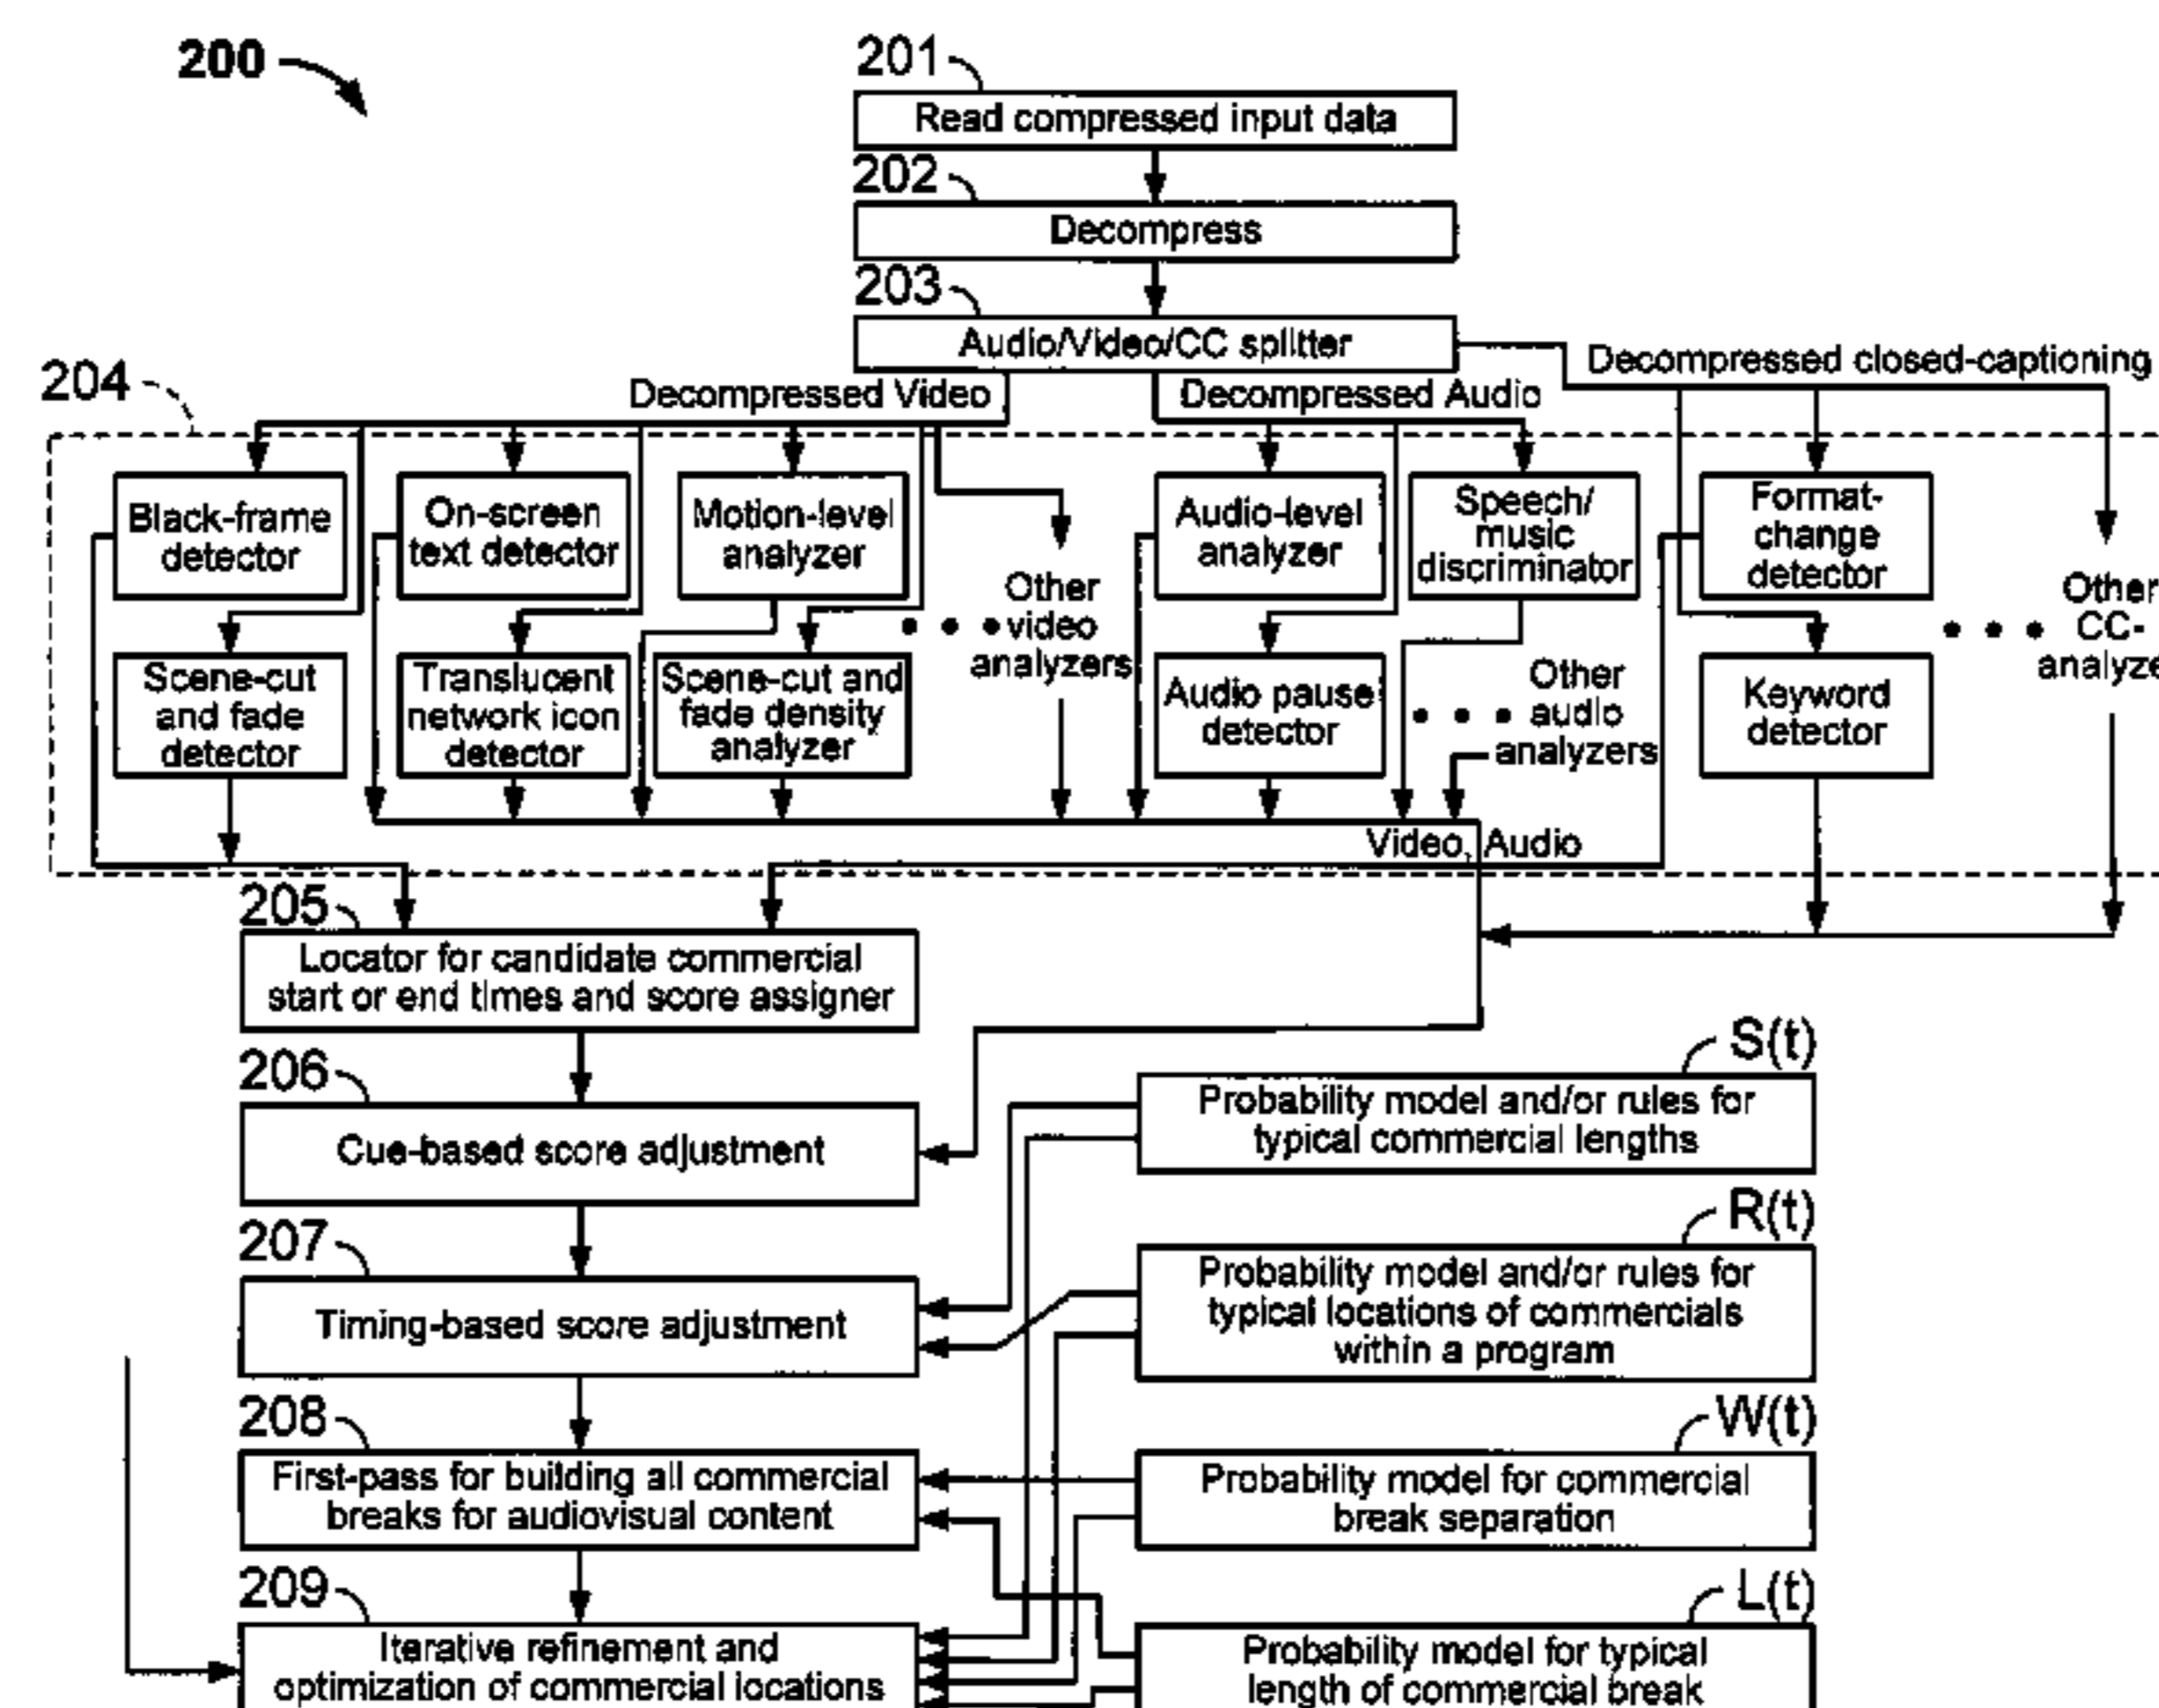 200
201
Read compressed input data
202
Decompress
203
Audio/Video/CC splitter
204
Decompressed Video
Decompressed Audio
Decompressed closed-captioning
Black-frame
detector
On-screen
text detector
Motion-level
analyzer
Other
video
analyzers
Audio-level
analyzer
Speech/
music
discriminator
Format-
change
detector
Other
CC-
Scene-cut
and fade
detector
Translucent
network icon
detector
Scene-cut and
fade density
analyzer
Audio pause
detector
Other
audio
analyzers
Keyword
detector
Video, Audio
205
Locator for candidate commercial
start or end times and score assigner
206
Cue-based score adjustment
S(t)
Probability model and/or rules for
typical commercial lengths
207
Timing-based score adjustment
R(t)
Probability model and/or rules for
typical locations of commercials
within a program
208
First-pass for building all commercial
breaks for audiovisual content
W(t)
Probability model for commercial
break separation
209
Iterative refinement and
optimization of commercial locations
L(t)
Probability model for typical
length of commercial break